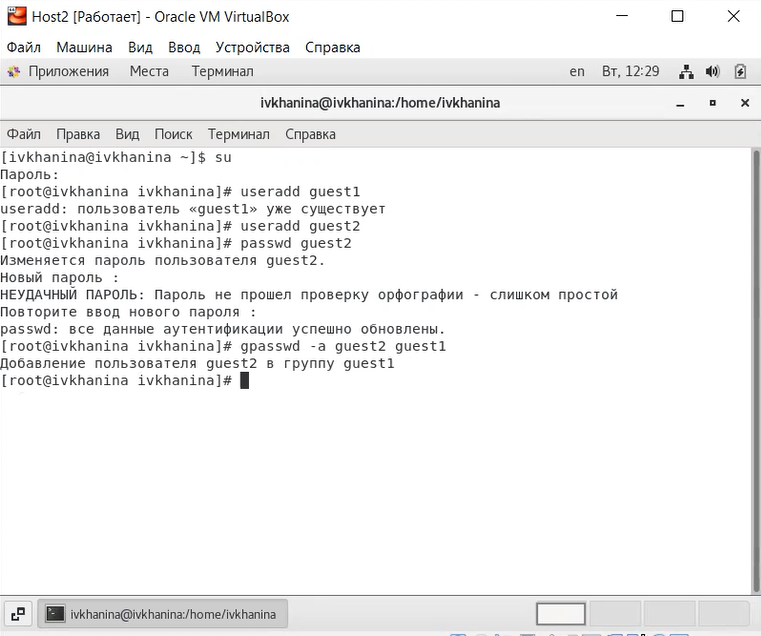 Host2 [Работает] - Oracle VM VirtualBox
Файл Машина Вид Ввод Устройства Справка
Приложения Места Терминал en Вт, 12:29
ivkhanina@ivkhanina:/home/ivkhanina
Файл Правка Вид Поиск Терминал Справка
[ivkhanina@ivkhanina ~]$ su
Пароль:
[root@ivkhanina ivkhanina]# useradd guest1
useradd: пользователь «guest1» уже существует
[root@ivkhanina ivkhanina]# useradd guest2
[root@ivkhanina ivkhanina]# passwd guest2
Изменяется пароль пользователя guest2.
Новый пароль :
НЕУДАЧНЫЙ ПАРОЛЬ: Пароль не прошел проверку орфографии - слишком простой
Повторите ввод нового пароля :
passwd: все данные аутентификации успешно обновлены.
[root@ivkhanina ivkhanina]# gpasswd -a guest2 guest1
Добавление пользователя guest2 в группу guest1
[root@ivkhanina ivkhanina]#
ivkhanina@ivkhanina:/home/ivkhanina